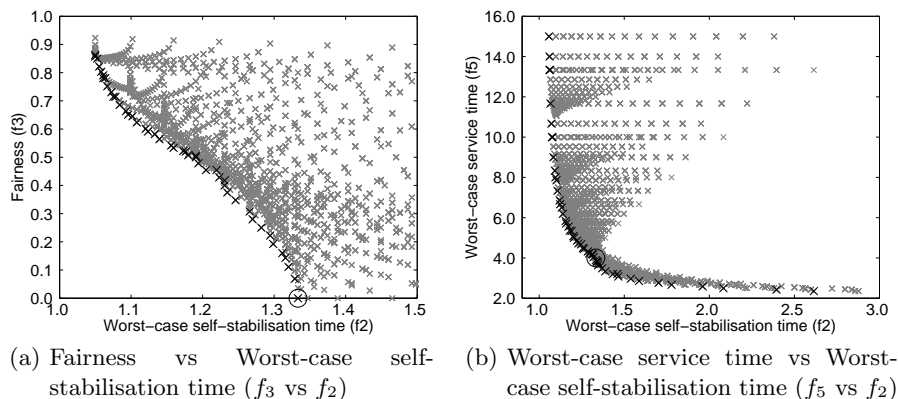 1.0
0.9
0.8
0.7
0.6
0.5
0.4
0.3
0.2
0.1
0.0
Fairness (f3)
1.0 1.1 1.2 1.3 1.4 1.5
Worst−case self−stabilisation time (f2)
16.0
14.0
12.0
10.0
8.0
6.0
4.0
2.0
Worst−case service time (f5)
1.0 1.5 2.0 2.5 3.0
Worst−case self−stabilisation time (f2)
(a) Fairness vs Worst-case self-
stabilisation time (f3 vs f2)
(b) Worst-case service time vs Worst-
case self-stabilisation time (f5 vs f2)